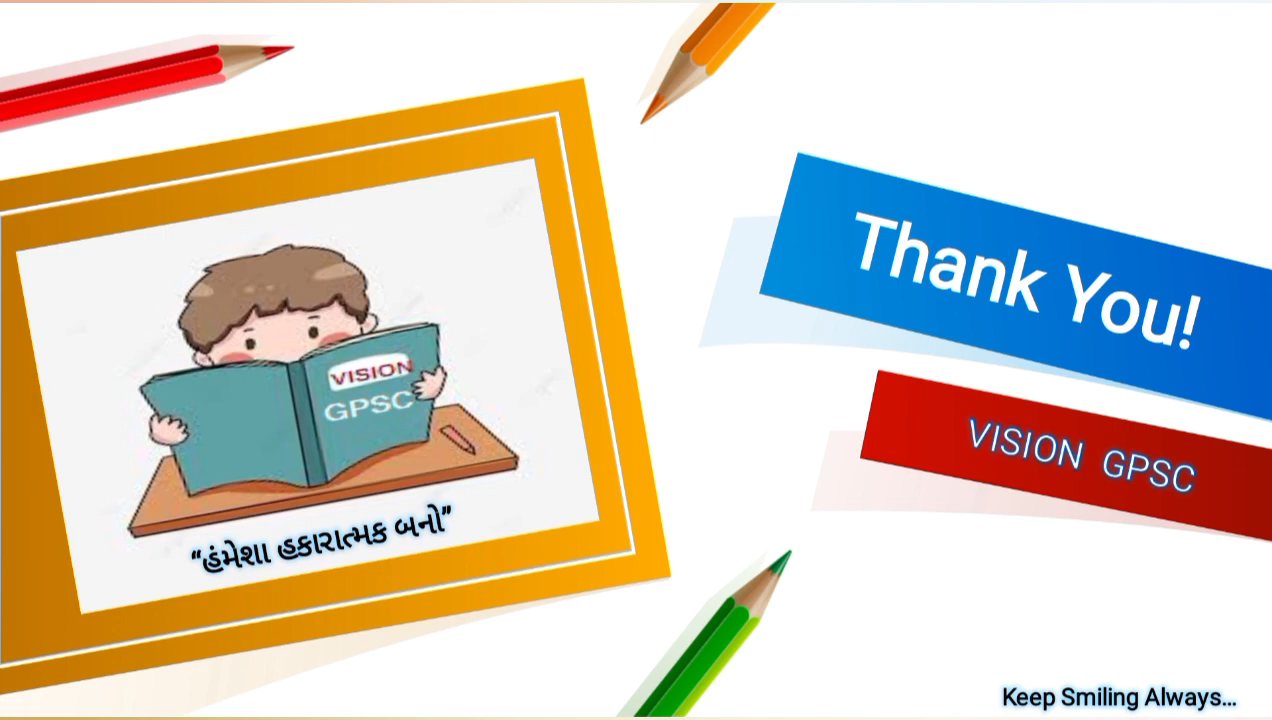 VISION
GPSC
“હંમેશા હકારાત્મક બનો”
Thank You!
VISION GPSC
Keep Smiling Always...